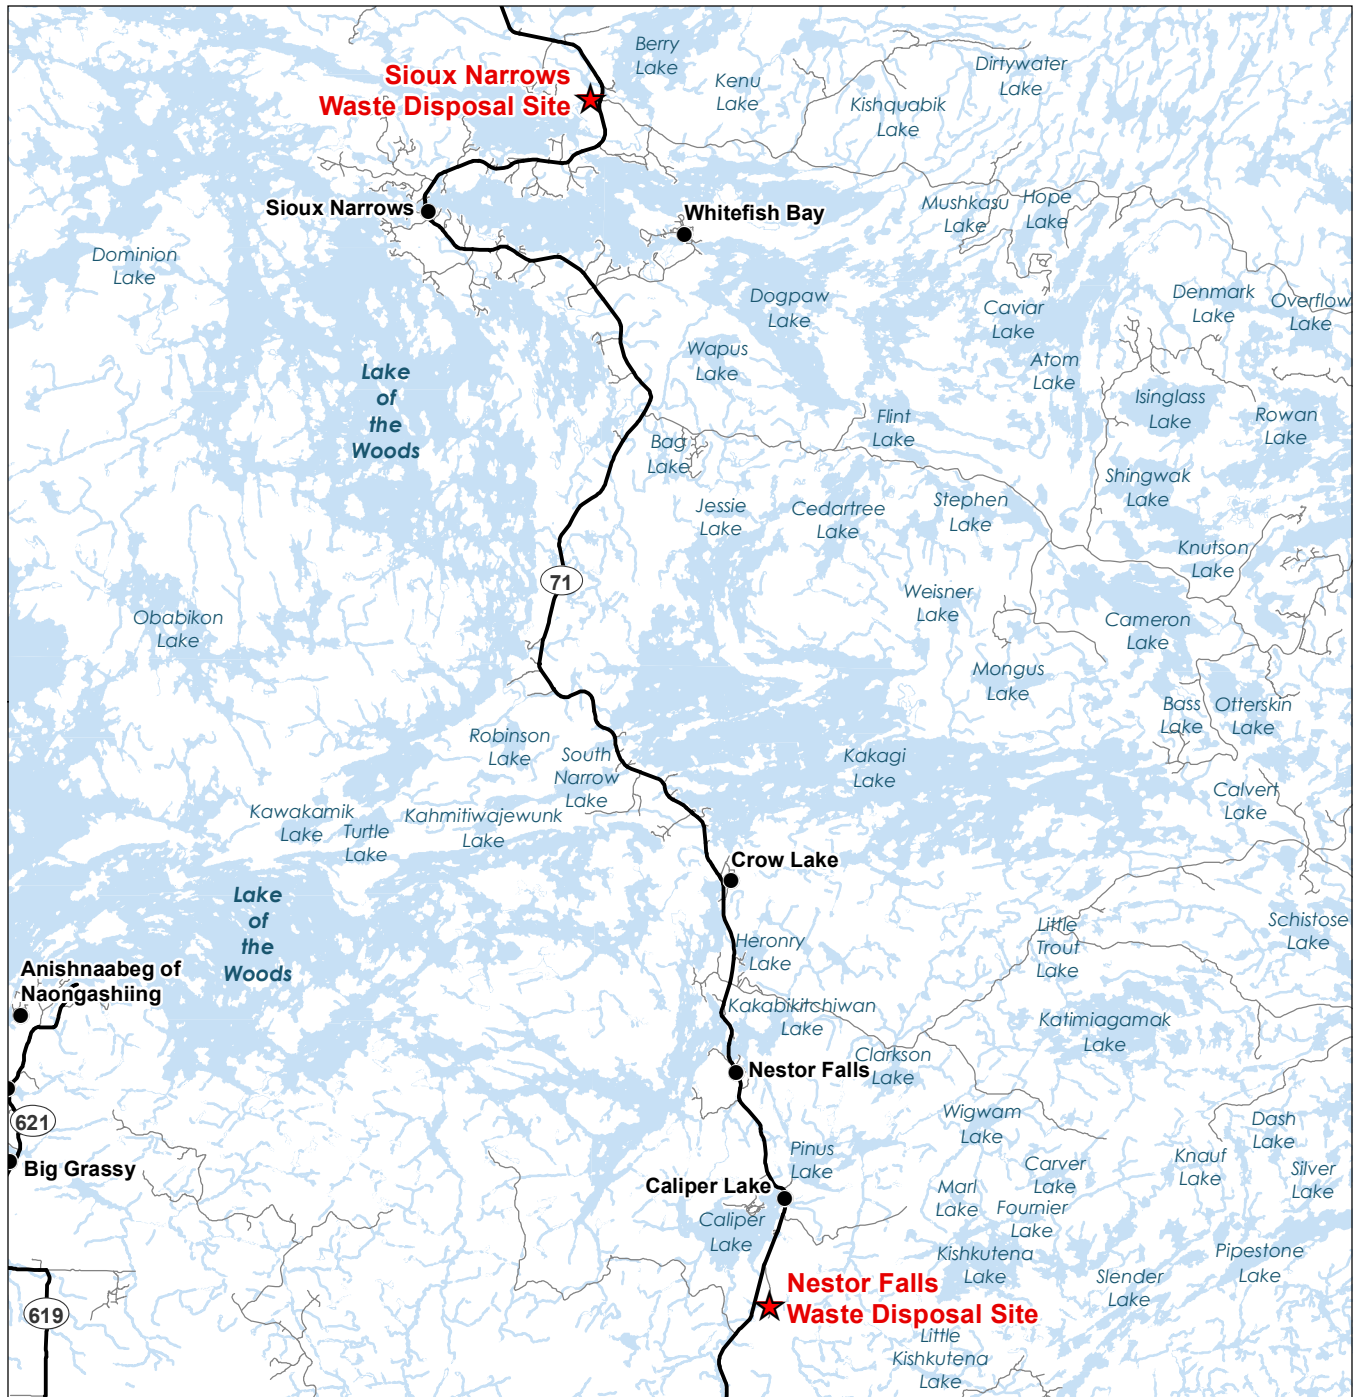 Berry
Lake
Dirtywater
Lake
Sioux Narrows
Waste Disposal Site
Kenu
Lake
Kishquabik
Lake
Sioux Narrows
Whitefish Bay
Mushkasu
Lake
Hope
Lake
Dominion
Lake
Dogpaw
Lake
Caviar
Lake
Denmark
Lake
Overflow
Lake
Wapus
Lake
Atom
Lake
Lake
of
the
Woods
Isinglass
Lake
Rowan
Lake
Flint
Lake
Bag
Lake
Shingwak
Lake
Jessie
Lake
Cedartree
Lake
Stephen
Lake
Knutson
Lake
71
Obabikon
Lake
Weisner
Lake
Cameron
Lake
Mongus
Lake
Bass
Lake
Otterskin
Lake
Robinson
Lake
South
Narrow
Lake
Kakagi
Lake
Calvert
Lake
Kawakamik
Lake
Turtle
Lake
Kahmitiwajewunk
Lake
Crow Lake
Lake
of
the
Woods
Little
Trout
Lake
Schistose
Lake
Heronry
Lake
Anishnaabeg of
Naongashiing
Kakabikitchiwan
Lake
Katimiagamak
Lake
Clarkson
Lake
Nestor Falls
621
Wigwam
Lake
Dash
Lake
Big Grassy
Pinus
Lake
Carver
Lake
Knauf
Lake
Silver
Lake
Caliper Lake
Marl
Lake
Fournier
Lake
Caliper
Lake
Kishkutena
Lake
Pipestone
Lake
Slender
Lake
Nestor Falls
Waste Disposal Site
619
Little
Kishkutena
Lake